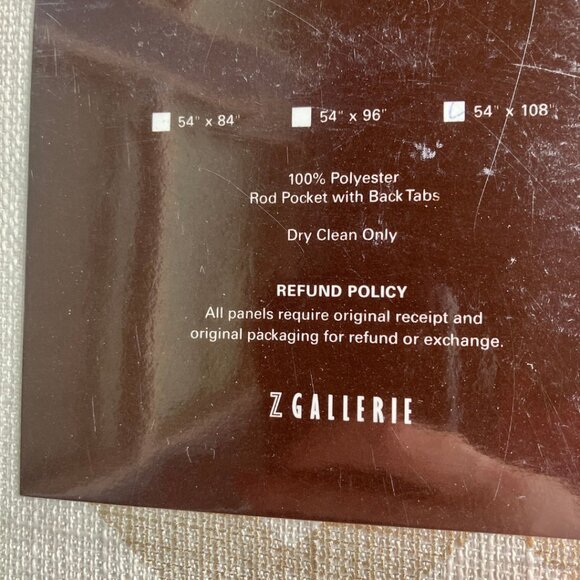 54" x 84" 54" x 96" 54" x 108"
100% Polyester
Rod Pocket with Back Tabs
Dry Clean Only
REFUND POLICY
All panels require original receipt and
original packaging for refund or exchange.
Z GALLERIE